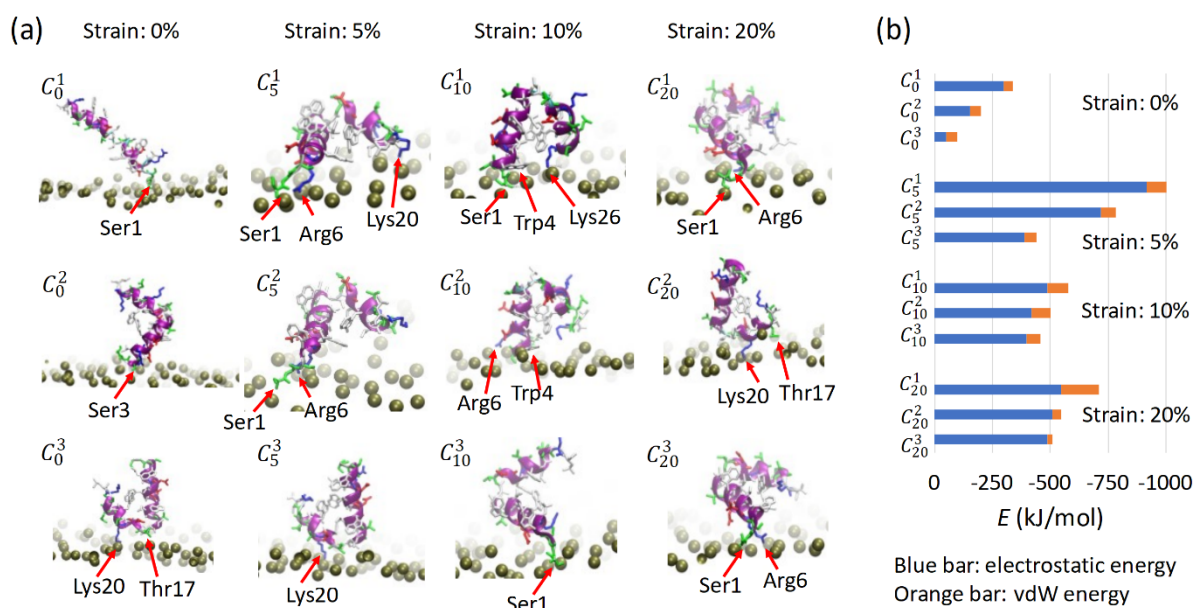 (a) Strain: 0% Strain: 5% Strain: 10% Strain: 20%
C₀¹ C₅¹ C₁₀¹ C₂₀¹
Ser1 Ser1 Arg6 Lys20 Ser1 Trp4 Lys26 Ser1 Arg6
C₀² C₅² C₁₀² C₂₀²
Ser3 Ser1 Arg6 Arg6 Trp4 Lys20 Thr17
C₀³ C₅³ C₁₀³ C₂₀³
Lys20 Thr17 Lys20 Ser1 Ser1 Arg6
(b)
C₀¹
C₀² Strain: 0%
C₀³
C₅¹
C₅²
C₅³ Strain: 5%
C₁₀¹
C₁₀² Strain: 10%
C₁₀³
C₂₀¹
C₂₀² Strain: 20%
C₂₀³
0 -250 -500 -750 -1000
E (kJ/mol)
Blue bar: electrostatic energy
Orange bar: vdW energy